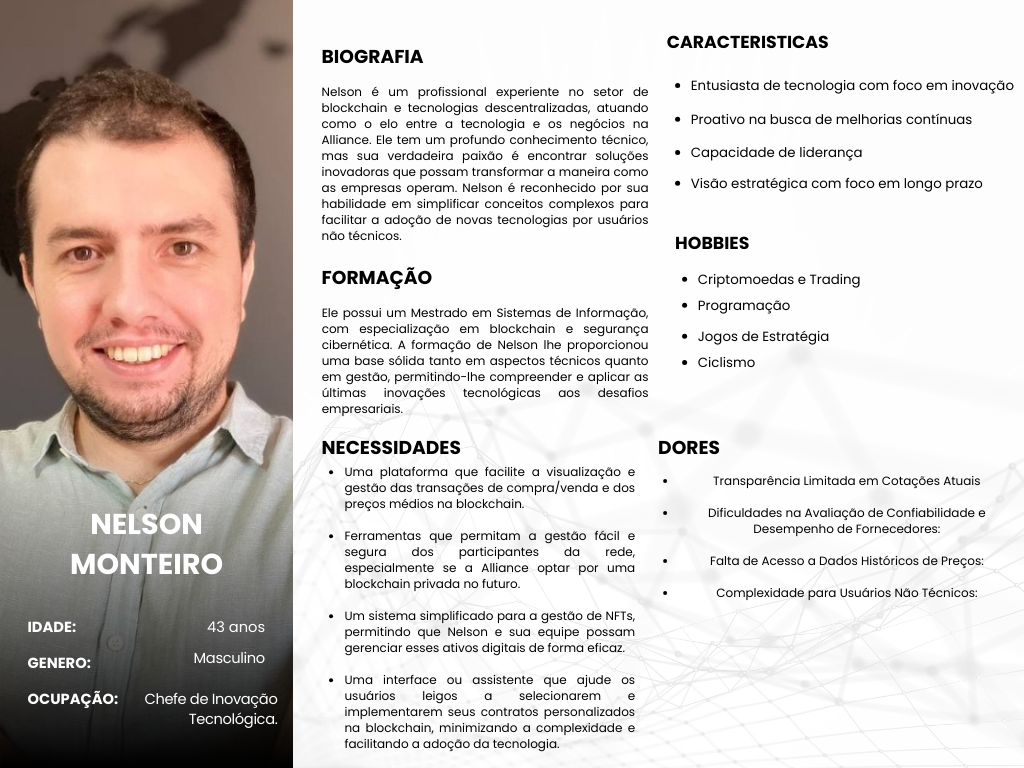 NELSON
MONTEIRO
IDADE: 43 anos
GENERO: Masculino
OCUPAÇÃO: Chefe de Inovação
Tecnológica.
BIOGRAFIA
Nelson é um profissional experiente no setor de
blockchain e tecnologias descentralizadas, atuando
como o elo entre a tecnologia e os negócios na
Alliance. Ele tem um profundo conhecimento técnico,
mas sua verdadeira paixão é encontrar soluções
inovadoras que possam transformar a maneira como
as empresas operam. Nelson é reconhecido por sua
habilidade em simplificar conceitos complexos para
facilitar a adoção de novas tecnologias por usuários
não técnicos.
FORMAÇÃO
Ele possui um Mestrado em Sistemas de Informação,
com especialização em blockchain e segurança
cibernética. A formação de Nelson lhe proporcionou
uma base sólida tanto em aspectos técnicos quanto
em gestão, permitindo-lhe compreender e aplicar as
últimas inovações tecnológicas aos desafios
empresariais.
NECESSIDADES
• Uma plataforma que facilite a visualização e
gestão das transações de compra/venda e dos
preços médios na blockchain.
• Ferramentas que permitam a gestão fácil e
segura dos participantes da rede,
especialmente se a Alliance optar por uma
blockchain privada no futuro.
• Um sistema simplificado para a gestão de NFTs,
permitindo que Nelson e sua equipe possam
gerenciar esses ativos digitais de forma eficaz.
• Uma interface ou assistente que ajude os
usuários leigos a selecionarem e
implementarem seus contratos personalizados
na blockchain, minimizando a complexidade e
facilitando a adoção da tecnologia.
CARACTERISTICAS
• Entusiasta de tecnologia com foco em inovação
• Proativo na busca de melhorias contínuas
• Capacidade de liderança
• Visão estratégica com foco em longo prazo
HOBBIES
• Criptomoedas e Trading
• Programação
• Jogos de Estratégia
• Ciclismo
DORES
• Transparência Limitada em Cotações Atuais
• Dificuldades na Avaliação de Confiabilidade e
Desempenho de Fornecedores:
• Falta de Acesso a Dados Históricos de Preços:
• Complexidade para Usuários Não Técnicos: